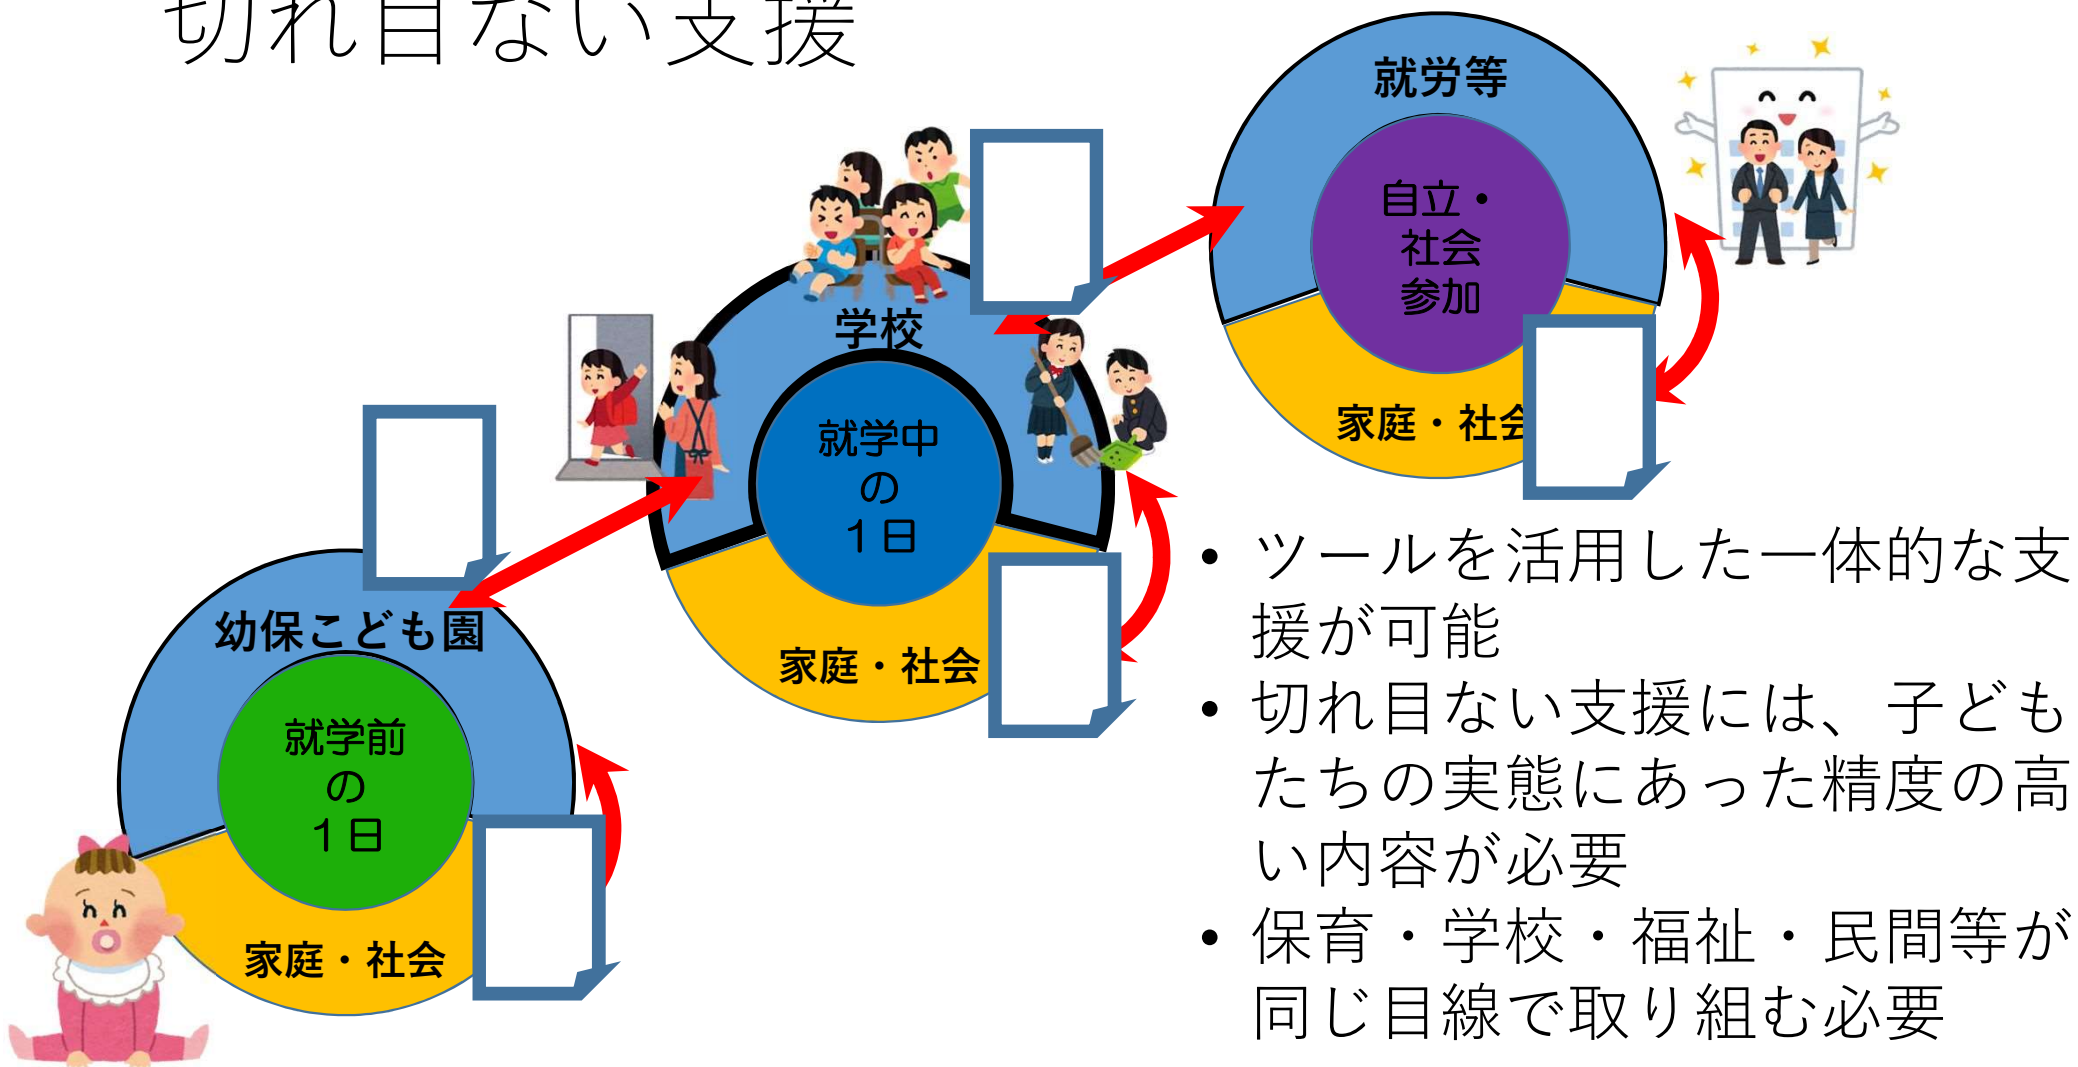 切れ目ない支援
就労等
自立・
社会
参加
家庭・社会
学校
就学中
の
１日
家庭・社会
幼保こども園
就学前
の
１日
家庭・社会
• ツールを活用した一体的な支
援が可能
• 切れ目ない支援には、子ども
たちの実態にあった精度の高
い内容が必要
• 保育・学校・福祉・民間等が
同じ目線で取り組む必要